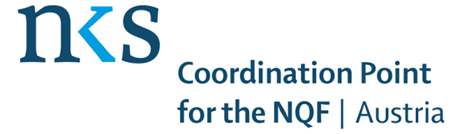 nks
Coordination Point
for the NQF | Austria